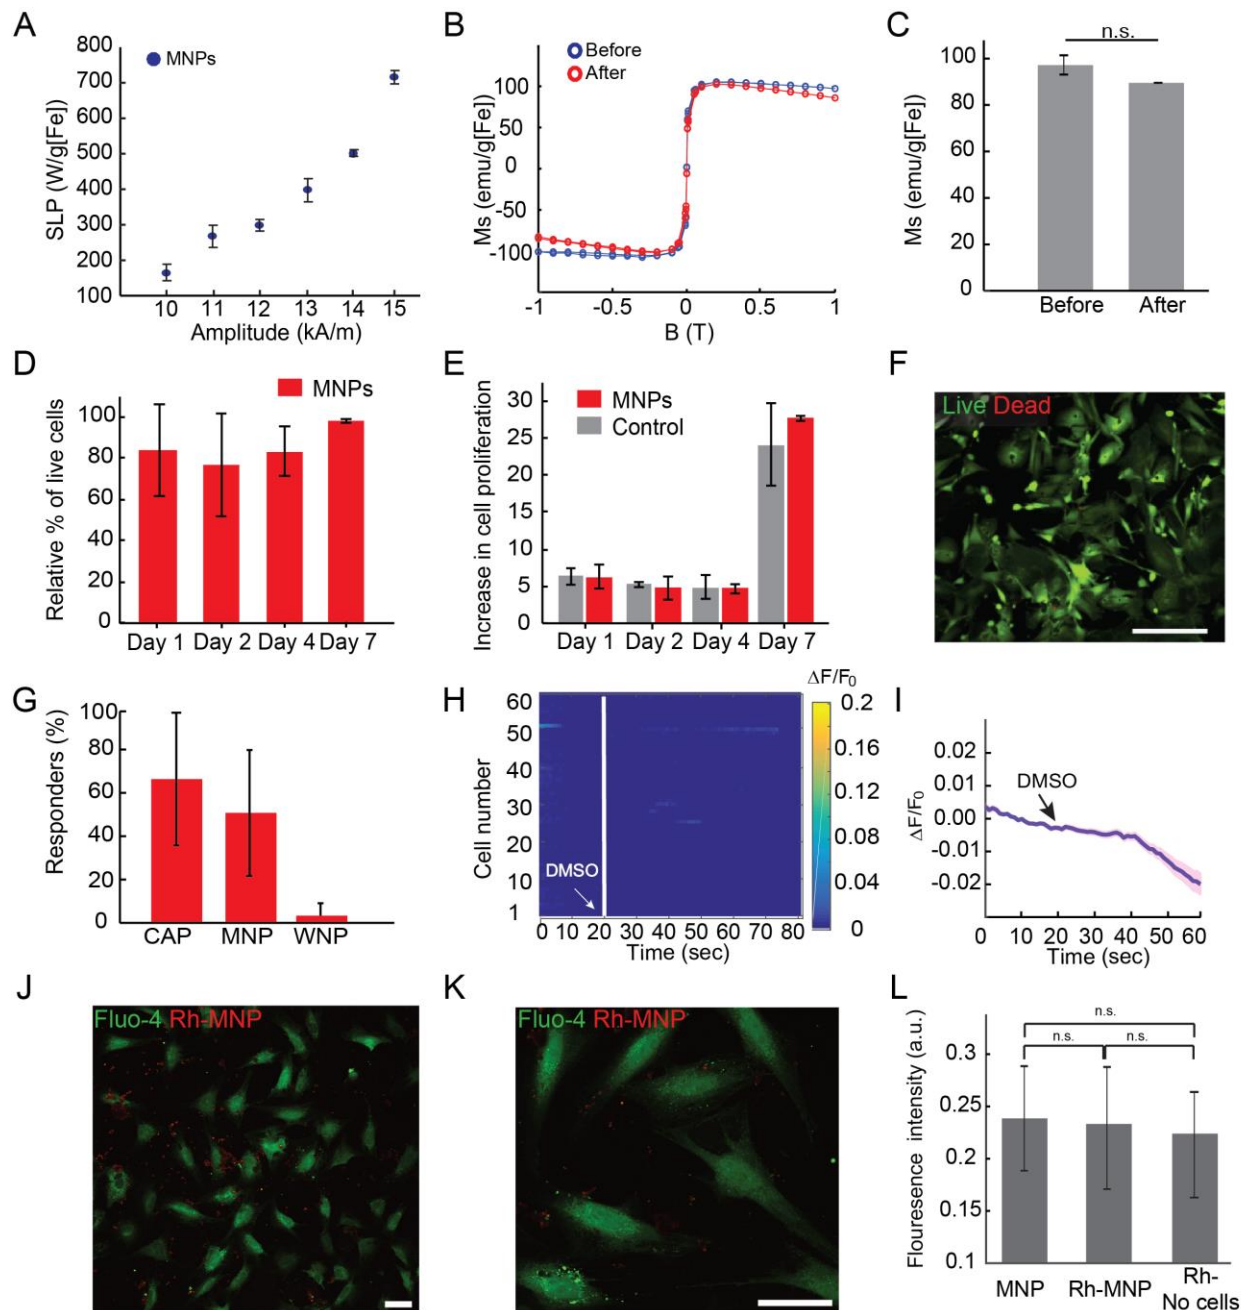 A
SLP (W/g[Fe])
800
700
600
500
400
300
200
100
MNPs
10 11 12 13 14 15
Amplitude (kA/m)
B
Ms (emu/g[Fe])
100
50
0
-50
-100
Before
After
-1 -0.5 0 0.5 1
B (T)
C
Ms (emu/g[Fe])
100
80
60
40
20
0
n.s.
Before After
D
Relative % of live cells
100
80
60
40
20
0
MNPs
Day 1 Day 2 Day 4 Day 7
E
Increase in cell proliferation
30
25
20
15
10
5
0
MNPs
Control
Day 1 Day 2 Day 4 Day 7
F
Live Dead
G
Responders (%)
100
80
60
40
20
0
CAP MNP WNP
H
Cell number
60
50
40
30
20
10
1
DMSO
0 10 20 30 40 50 60 70 80
Time (sec)
ΔF/F0
0.2
0.16
0.12
0.08
0.04
0
I
ΔF/F0
0.02
0.01
0.00
-0.01
-0.02
DMSO
0 10 20 30 40 50 60
Time (sec)
J
Fluo-4 Rh-MNP
K
Fluo-4 Rh-MNP
L
Flouresence intensity (a.u.)
0.3
0.25
0.2
0.15
0.1
n.s.
n.s. n.s.
MNP Rh-MNP Rh-
No cells